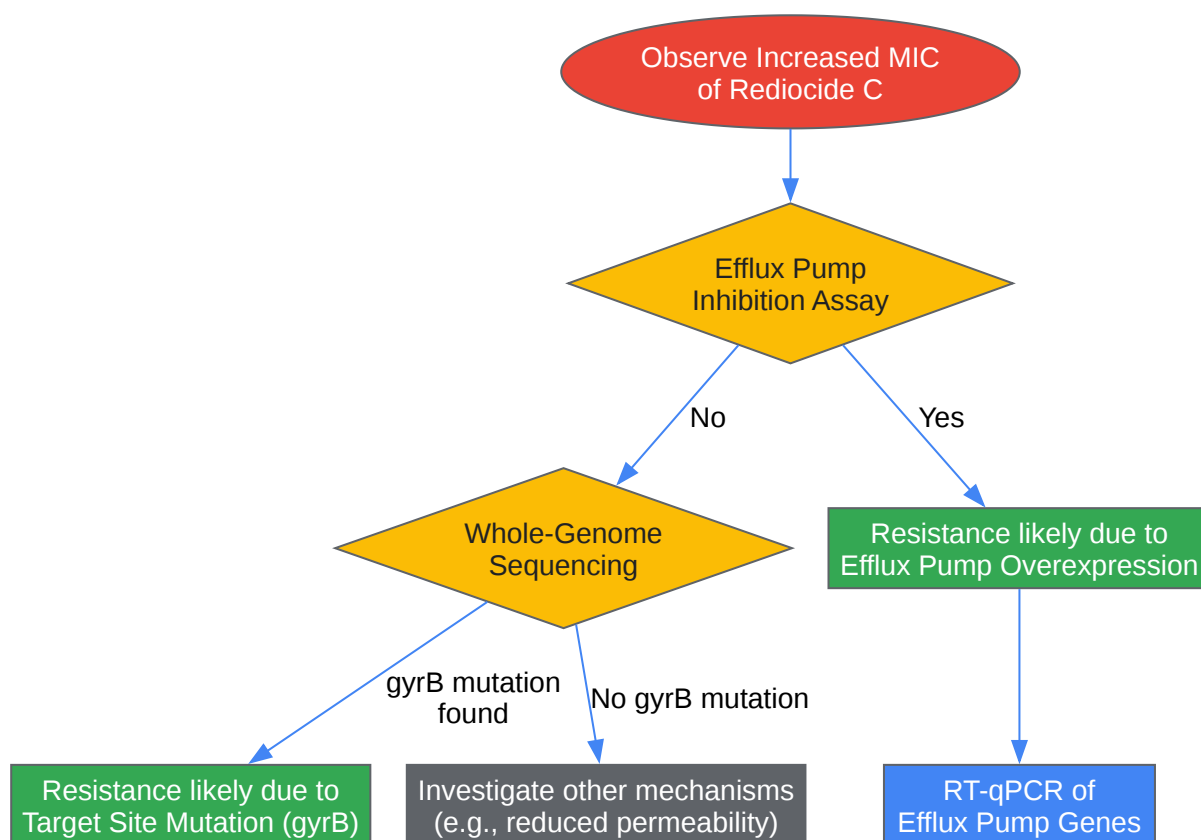 Observe Increased MIC
of Rediocide C
Efflux Pump
Inhibition Assay
No
Yes
Whole-Genome
Sequencing
Resistance likely due to
Efflux Pump Overexpression
gyrB mutation
found
No gyrB mutation
Resistance likely due to
Target Site Mutation (gyrB)
Investigate other mechanisms
(e.g., reduced permeability)
RT-qPCR of
Efflux Pump Genes